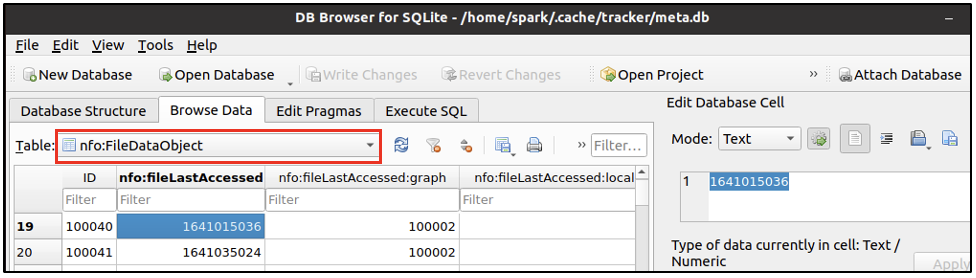 DB Browser for SQLite - /home/spark/.cache/tracker/meta.db
File Edit View Tools Help
New Database Open Database Write Changes Revert Changes Open Project » Attach Database
Database Structure Browse Data Edit Pragmas Execute SQL
Edit Database Cell
Table: nfo:FileDataObject » Filter...
Mode: Text
ID nfo:fileLastAccessed nfo:fileLastAccessed:graph nfo:fileLastAccessed:local
1 1641015036
Filter Filter Filter Filter
19 100040 1641015036 100002
20 100041 1641035024 100002
Type of data currently in cell: Text /
Numeric
Apply